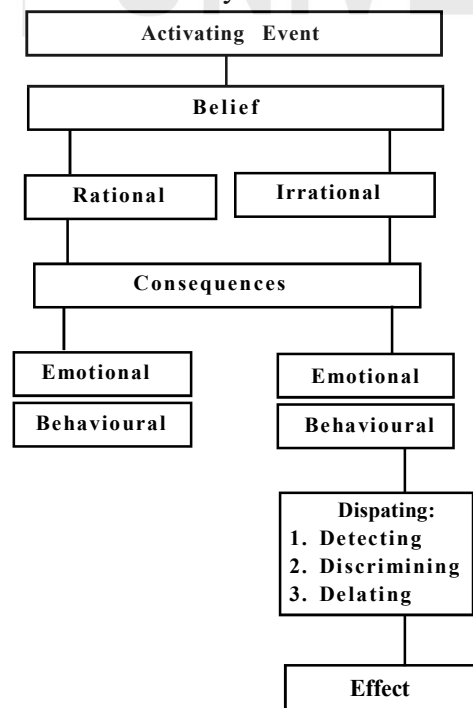 Activating Event
Belief
Rational
Irrational
Consequences
Emotional
Emotional
Behavioural
Behavioural
Dispating:
1. Detecting
2. Discrimining
3. Delating
Effect